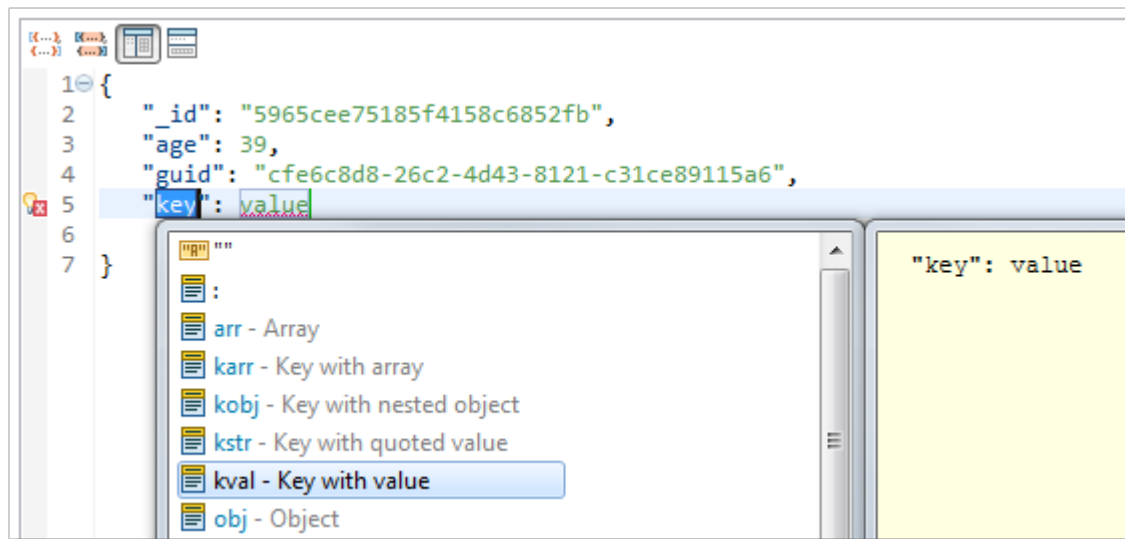 [{...}, [{...},
{...}] {...}]
1 {
2 "_id": "5965cee75185f4158c6852fb",
3 "age": 39,
4 "guid": "cfe6c8d8-26c2-4d43-8121-c31ce89115a6",
5 "key": value
6
7 }
"A" ""
:
arr - Array
karr - Key with array
kobj - Key with nested object
kstr - Key with quoted value
kval - Key with value
obj - Object
"key": value